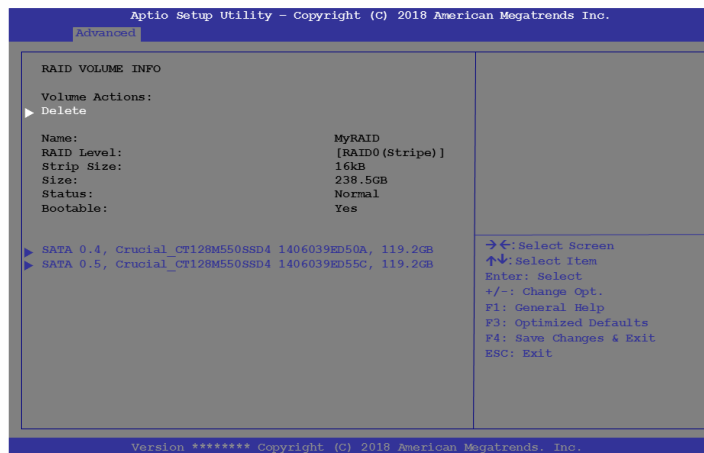 Aptio Setup Utility – Copyright (C) 2018 American Megatrends Inc.
Advanced
RAID VOLUME INFO
Volume Actions:
▶ Delete
Name: MyRAID
RAID Level: [RAID0(Stripe)]
Strip Size: 16kB
Size: 238.5GB
Status: Normal
Bootable: Yes
▶ SATA 0.4, Crucial_CT128M550SSD4 1406039ED50A, 119.2GB
▶ SATA 0.5, Crucial_CT128M550SSD4 1406039ED55C, 119.2GB
→←:Select Screen
↑↓:Select Item
Enter: Select
+/-: Change Opt.
F1: General Help
F3: Optimized Defaults
F4: Save Changes & Exit
ESC: Exit
Version ******** Copyright (C) 2018 American Megatrends. Inc.